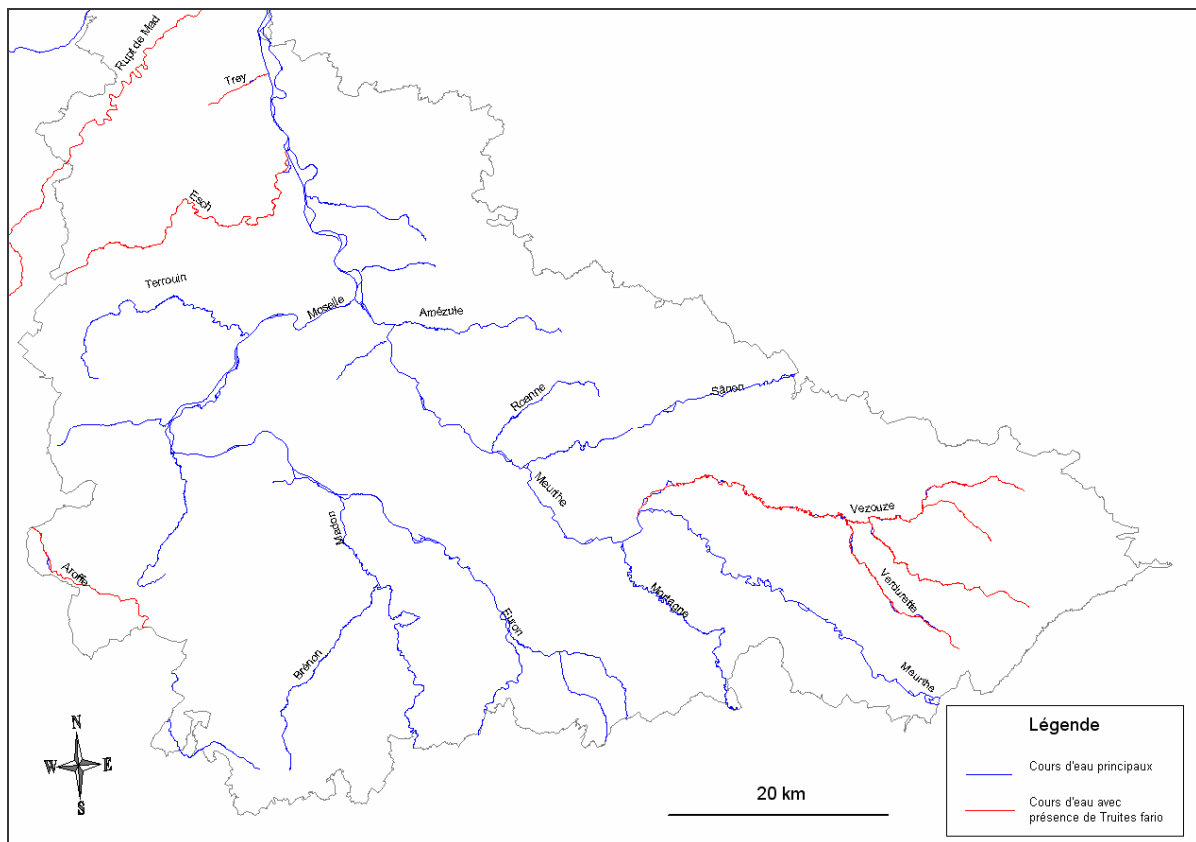 Rupt de Mad
Trey
Esch
Terrouin
Moselle
Amézule
Roanne
Sânon
Meurthe
Vezouze
Aroffe
Madon
Verdurette
Mortagne
Euron
Brénon
Meurthe
N
W E
S
20 km
Légende
Cours d'eau principaux
Cours d'eau avec
présence de Truites fario